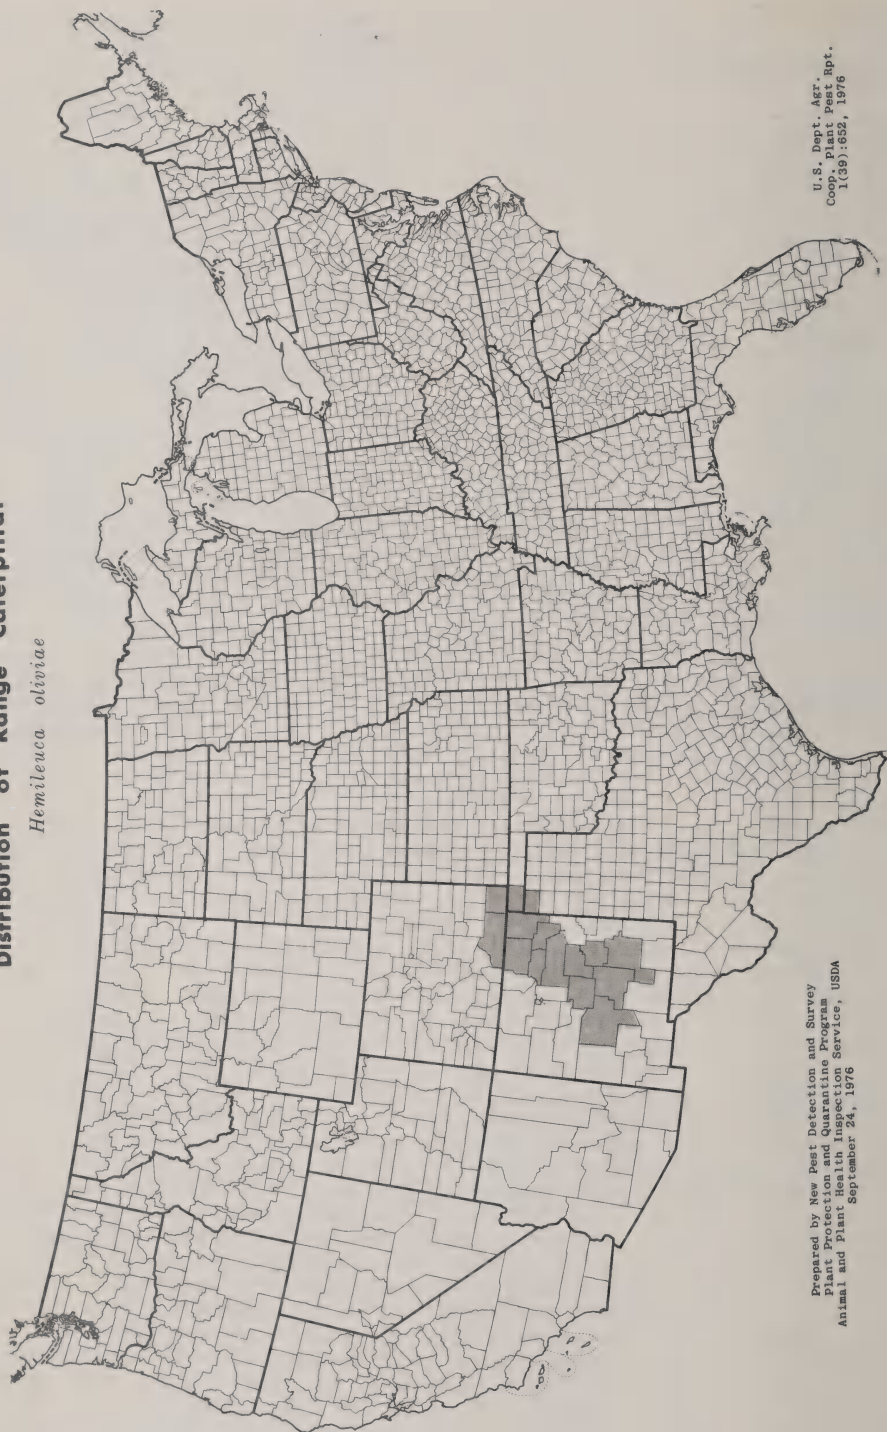 Distribution of Range Caterpillar
Hemileuca oliviae
U.S. Dept. Agr.
Coop. Plant Pest Rpt.
1(39):652, 1976
Prepared by New Pest Detection and Survey
Plant Protection and Quarantine Program
Animal and Plant Health Inspection Service, USDA
September 24, 1976